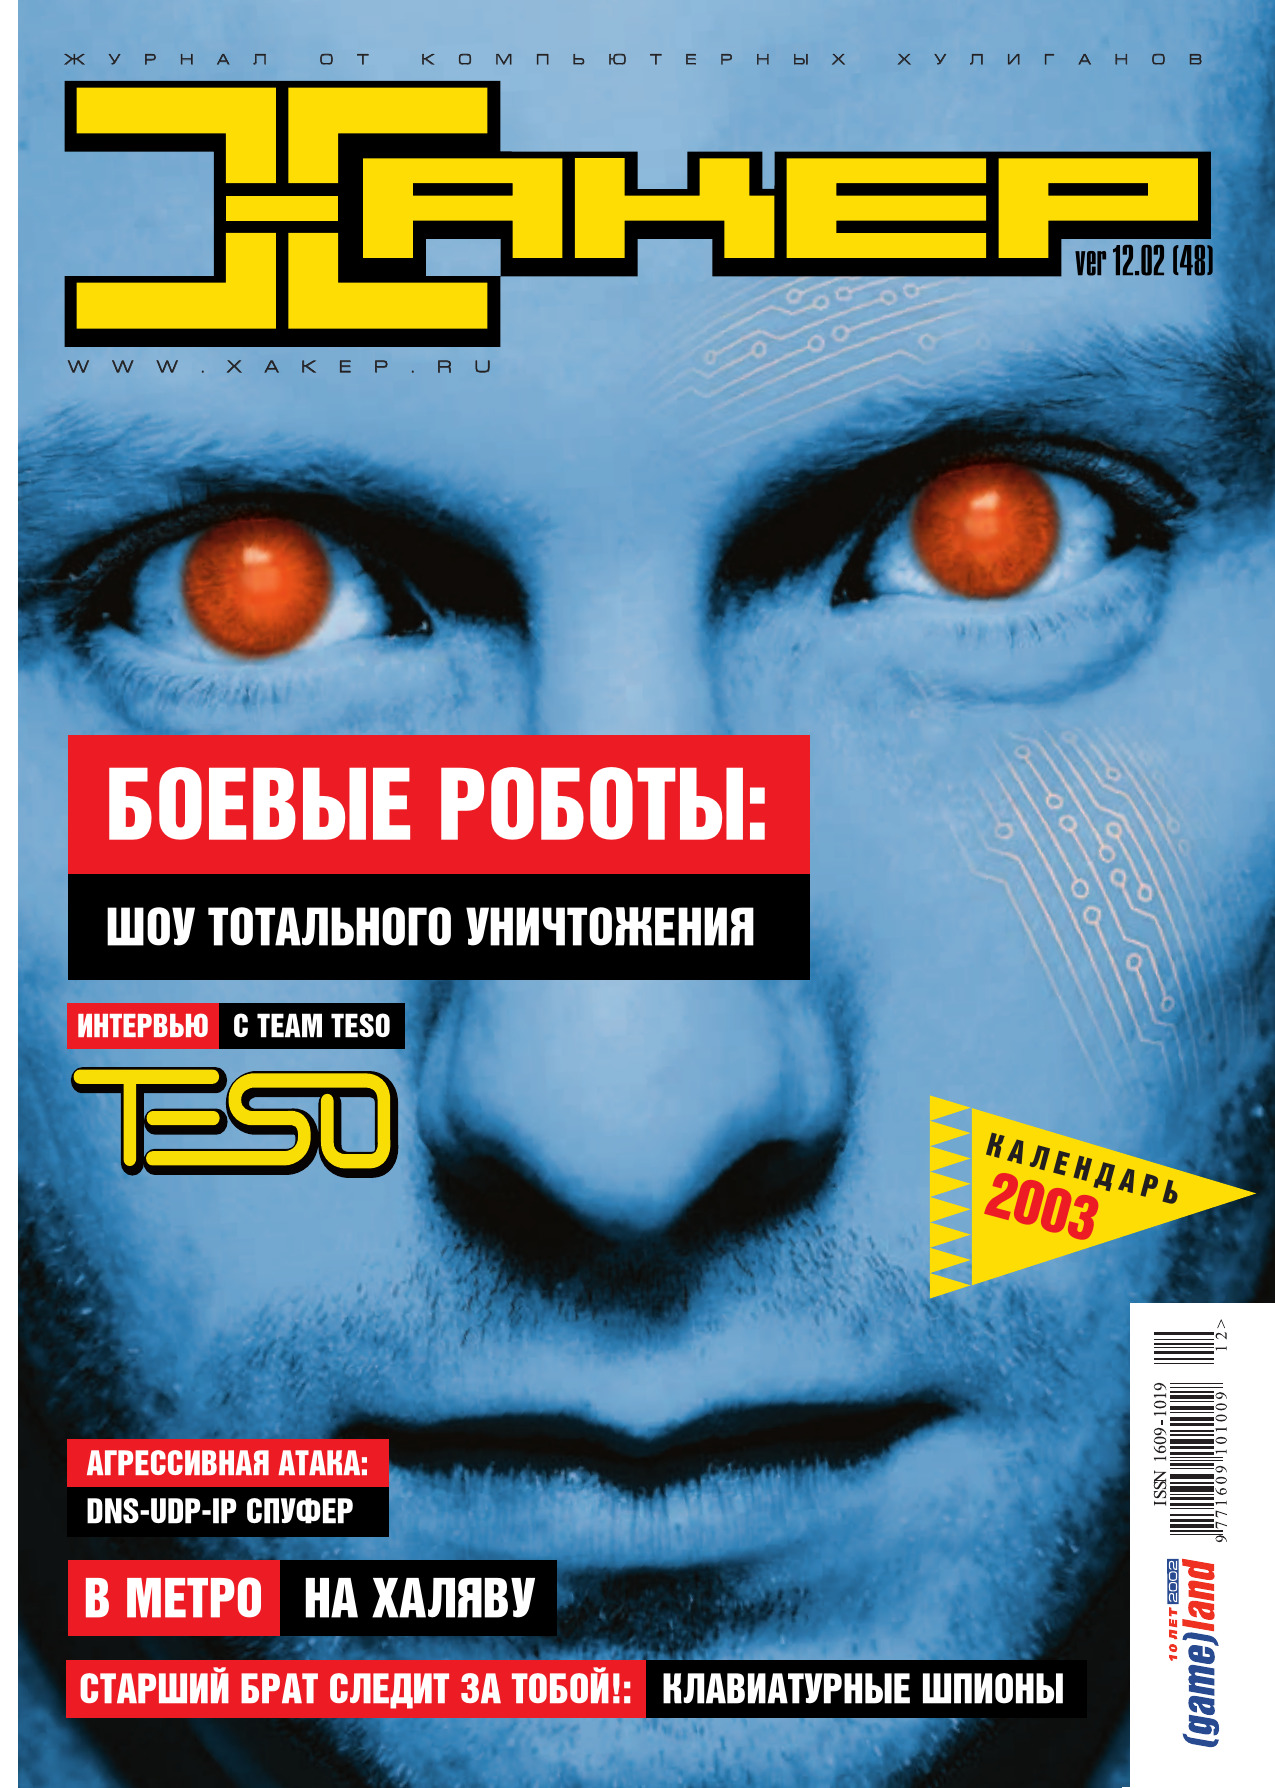 ЖУРНАЛ ОТ КОМПЬЮТЕРНЫХ ХУЛИГАНОВ
ХАКЕР
ver 12.02 (48)
WWW.XAKEP.RU
БОЕВЫЕ РОБОТЫ:
ШОУ ТОТАЛЬНОГО УНИЧТОЖЕНИЯ
ИНТЕРВЬЮ С TEAM TESO
TESO
КАЛЕНДАРЬ
2003
АГРЕССИВНАЯ АТАКА:
DNS-UDP-IP СПУФЕР
В МЕТРО НА ХАЛЯВУ
СТАРШИЙ БРАТ СЛЕДИТ ЗА ТОБОЙ!: КЛАВИАТУРНЫЕ ШПИОНЫ
ISSN 1609-1019
9 771609 101009
12>
10 ЛЕТ 2002
(game)land